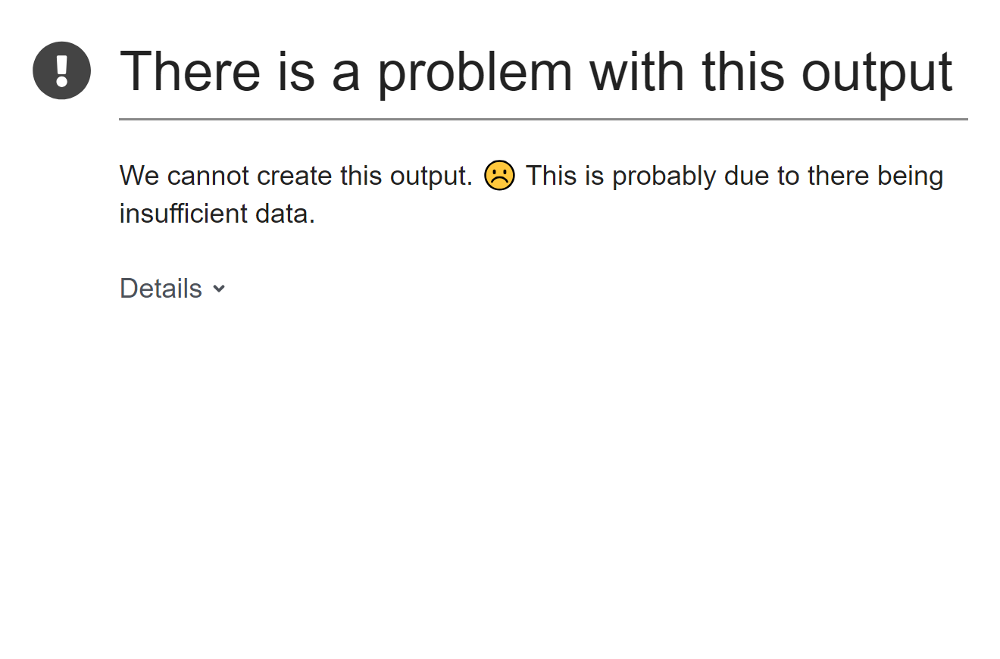 There is a problem with this output
We cannot create this output. ☹️ This is probably due to there being
insufficient data.
Details